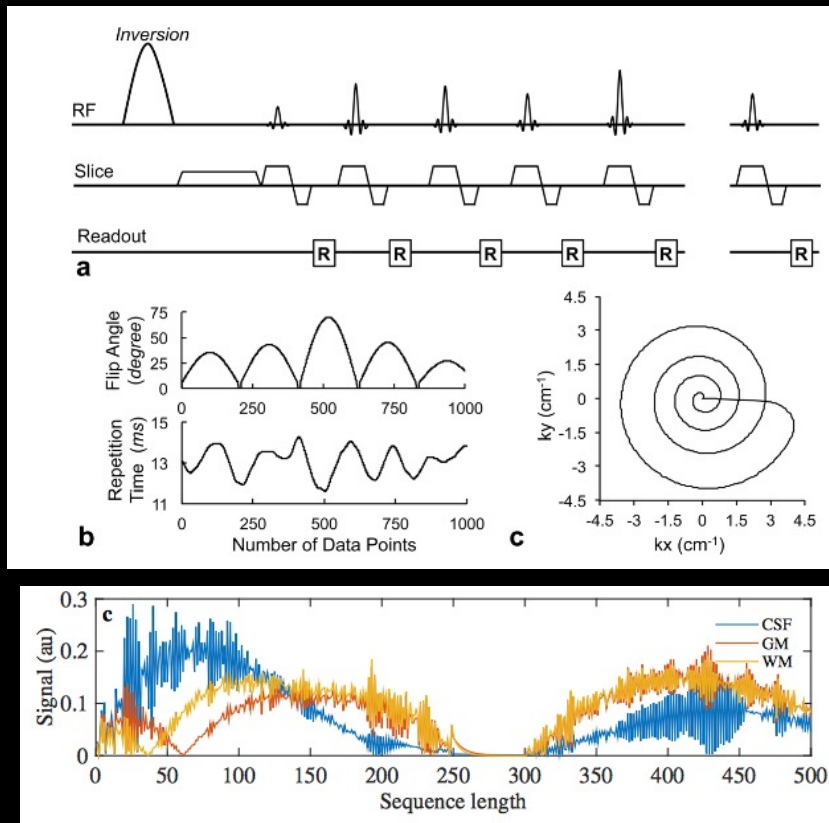 Inversion
RF
Slice
Readout
R R R R R R
a
Flip Angle
(degree)
75
50
25
0
0 250 500 750 1000
Repetition
Time (ms)
15
13
11
0 250 500 750 1000
Number of Data Points
b
ky (cm-1)
4.5
3
1.5
0
-1.5
-3
-4.5
-4.5 -3 -1.5 0 1.5 3 4.5
kx (cm-1)
c
c
Signal (au)
0.3
0.2
0.1
0
CSF
GM
WM
0 50 100 150 200 250 300 350 400 450 500
Sequence length